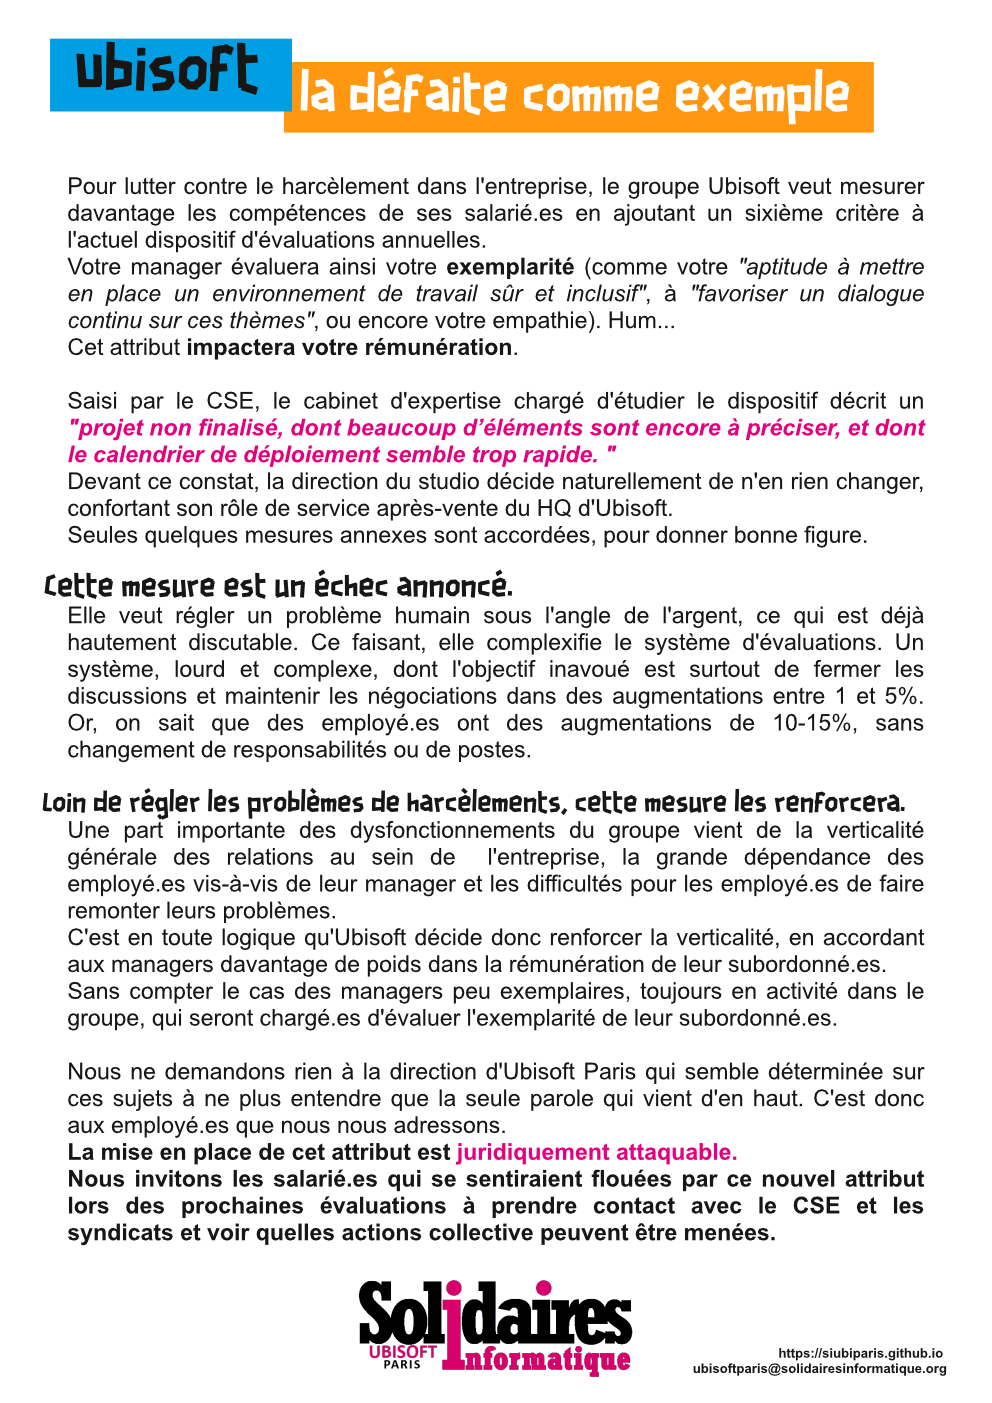 ubisoft
la défaite comme exemple
Pour lutter contre le harcèlement dans l'entreprise, le groupe Ubisoft veut mesurer
davantage les compétences de ses salarié.es en ajoutant un sixième critère à
l'actuel dispositif d'évaluations annuelles.
Votre manager évaluera ainsi votre exemplarité (comme votre "aptitude à mettre
en place un environnement de travail sûr et inclusif", à "favoriser un dialogue
continu sur ces thèmes", ou encore votre empathie). Hum...
Cet attribut impactera votre rémunération.
Saisi par le CSE, le cabinet d'expertise chargé d'étudier le dispositif décrit un
"projet non finalisé, dont beaucoup d’éléments sont encore à préciser, et dont
le calendrier de déploiement semble trop rapide. "
Devant ce constat, la direction du studio décide naturellement de n'en rien changer,
confortant son rôle de service après-vente du HQ d'Ubisoft.
Seules quelques mesures annexes sont accordées, pour donner bonne figure.
Cette mesure est un échec annoncé.
Elle veut régler un problème humain sous l'angle de l'argent, ce qui est déjà
hautement discutable. Ce faisant, elle complexifie le système d'évaluations. Un
système, lourd et complexe, dont l'objectif inavoué est surtout de fermer les
discussions et maintenir les négociations dans des augmentations entre 1 et 5%.
Or, on sait que des employé.es ont des augmentations de 10-15%, sans
changement de responsabilités ou de postes.
Loin de régler les problèmes de harcèlements, cette mesure les renforcera.
Une part importante des dysfonctionnements du groupe vient de la verticalité
générale des relations au sein de l'entreprise, la grande dépendance des
employé.es vis-à-vis de leur manager et les difficultés pour les employé.es de faire
remonter leurs problèmes.
C'est en toute logique qu'Ubisoft décide donc renforcer la verticalité, en accordant
aux managers davantage de poids dans la rémunération de leur subordonné.es.
Sans compter le cas des managers peu exemplaires, toujours en activité dans le
groupe, qui seront chargé.es d'évaluer l'exemplarité de leur subordonné.es.
Nous ne demandons rien à la direction d'Ubisoft Paris qui semble déterminée sur
ces sujets à ne plus entendre que la seule parole qui vient d'en haut. C'est donc
aux employé.es que nous nous adressons.
La mise en place de cet attribut est juridiquement attaquable.
Nous invitons les salarié.es qui se sentiraient flouées par ce nouvel attribut
lors des prochaines évaluations à prendre contact avec le CSE et les
syndicats et voir quelles actions collective peuvent être menées.
Solidaires
Informatique
UBISOFT
PARIS
https://siubiparis.github.io
ubisoftparis@solidairesinformatique.org